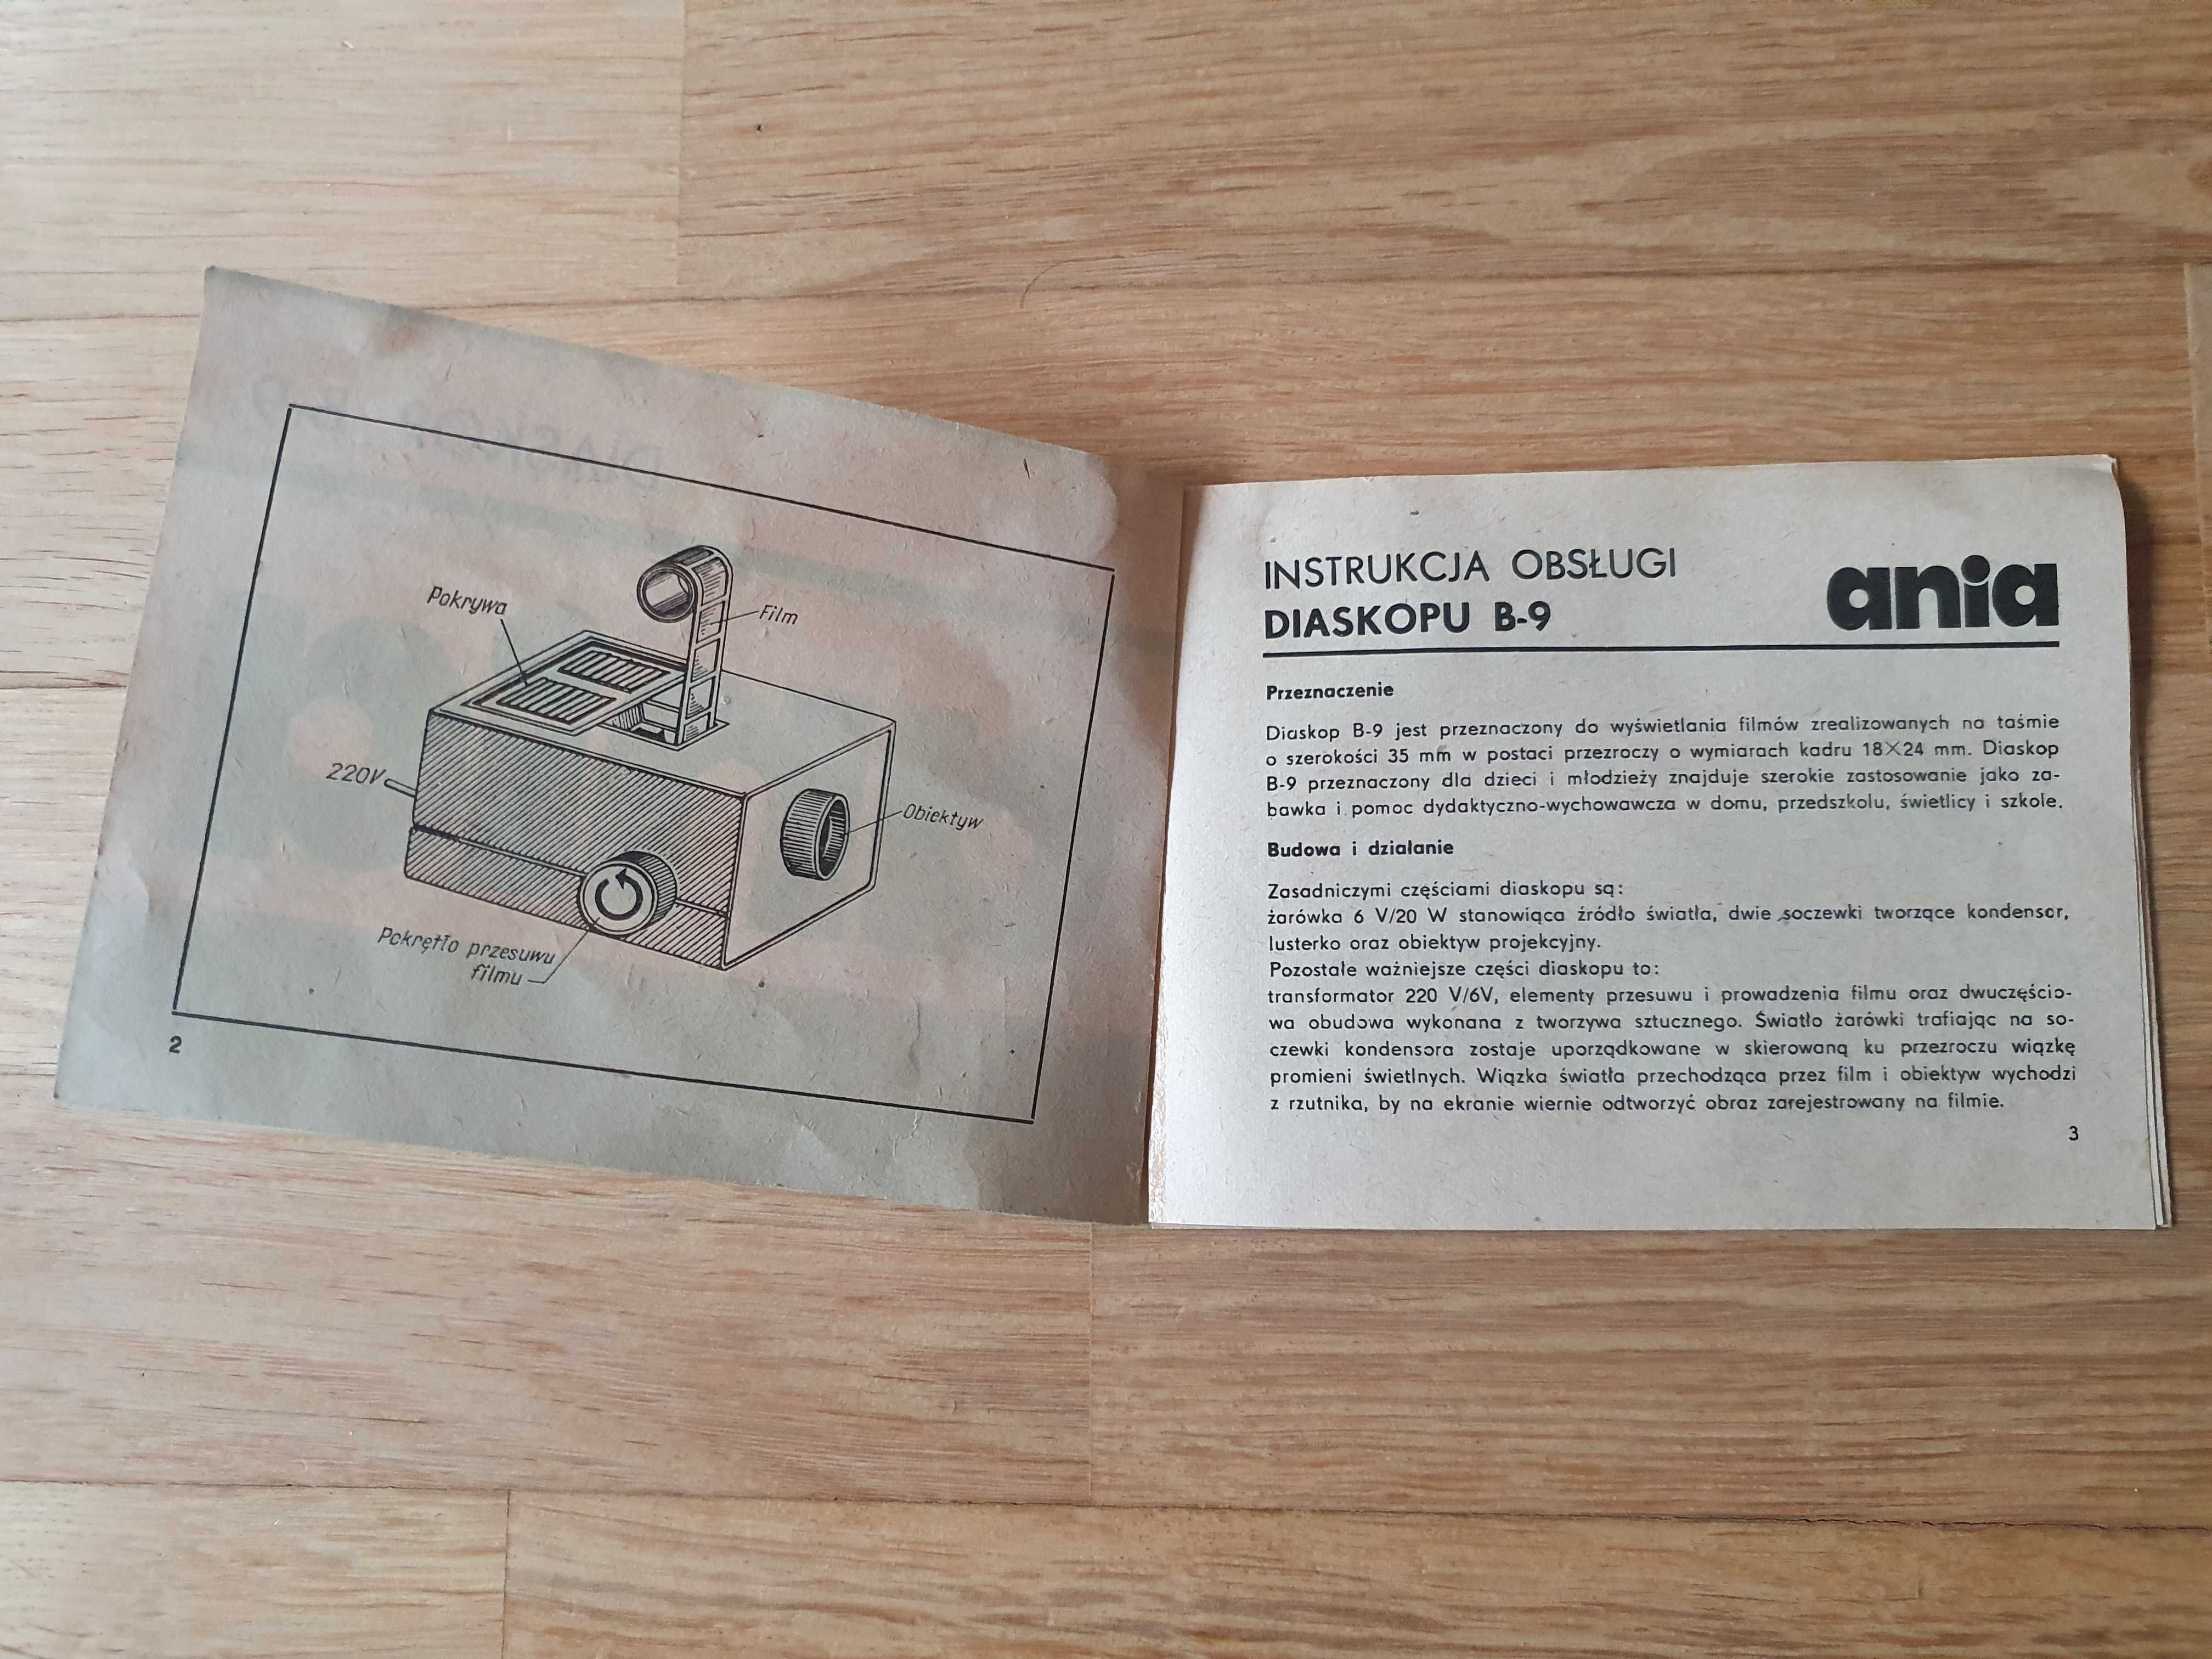 DIASKOP B-9
Pokrywa
Film
220V
Obiektyw
Pokrętło przesuwu
filmu
2
INSTRUKCJA OBSŁUGI
DIASKOPU B-9
ania
Przeznaczenie
Diaskop B-9 jest przeznaczony do wyświetlania filmów zrealizowanych na taśmie
o szerokości 35 mm w postaci przezroczy o wymiarach kadru 18×24 mm. Diaskop
B-9 przeznaczony dla dzieci i młodzieży znajduje szerokie zastosowanie jako za-
bawka i pomoc dydaktyczno-wychowawcza w domu, przedszkolu, świetlicy i szkole.
Budowa i działanie
Zasadniczymi częściami diaskopu są:
żarówka 6 V/20 W stanowiąca źródło światła, dwie soczewki tworzące kondensor,
lusterko oraz obiektyw projekcyjny.
Pozostałe ważniejsze części diaskopu to:
transformator 220 V/6V, elementy przesuwu i prowadzenia filmu oraz dwuczęścio-
wa obudowa wykonana z tworzywa sztucznego. Światło żarówki trafiając na so-
czewki kondensora zostaje uporządkowane w skierowaną ku przezroczu wiązkę
promieni świetlnych. Wiązka światła przechodząca przez film i obiektyw wychodzi
z rzutnika, by na ekranie wiernie odtworzyć obraz zarejestrowany na filmie.
3